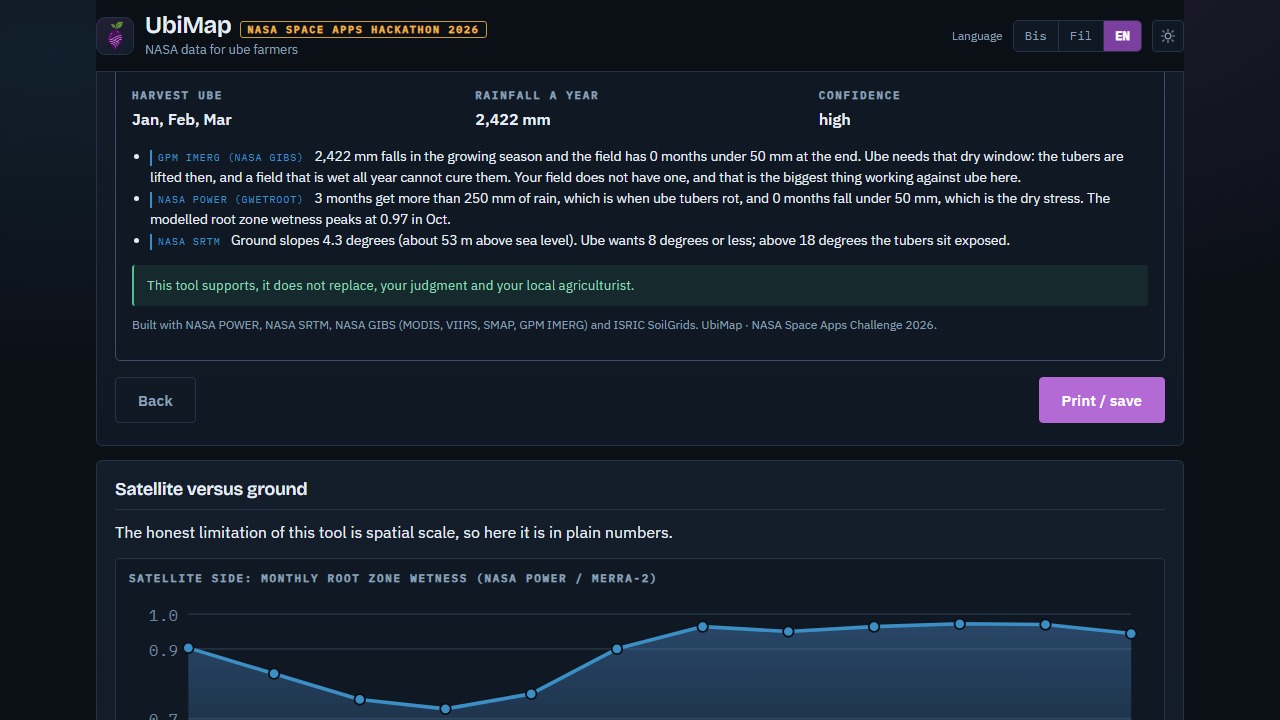 UbiMap NASA SPACE APPS HACKATHON 2026
NASA data for ube farmers
Language Bis Fil EN
HARVEST UBE RAINFALL A YEAR CONFIDENCE
Jan, Feb, Mar 2,422 mm high
GPM IMERG (NASA GIBS) 2,422 mm falls in the growing season and the field has 0 months under 50 mm at the end. Ube needs that dry window: the tubers are
lifted then, and a field that is wet all year cannot cure them. Your field does not have one, and that is the biggest thing working against ube here.
NASA POWER (GWETROOT) 3 months get more than 250 mm of rain, which is when ube tubers rot, and 0 months fall under 50 mm, which is the dry stress. The
modelled root zone wetness peaks at 0.97 in Oct.
NASA SRTM Ground slopes 4.3 degrees (about 53 m above sea level). Ube wants 8 degrees or less; above 18 degrees the tubers sit exposed.
This tool supports, it does not replace, your judgment and your local agriculturist.
Built with NASA POWER, NASA SRTM, NASA GIBS (MODIS, VIIRS, SMAP, GPM IMERG) and ISRIC SoilGrids. UbiMap · NASA Space Apps Challenge 2026.
Back Print / save
Satellite versus ground
The honest limitation of this tool is spatial scale, so here it is in plain numbers.
SATELLITE SIDE: MONTHLY ROOT ZONE WETNESS (NASA POWER / MERRA-2)
1.0
0.9
0.7